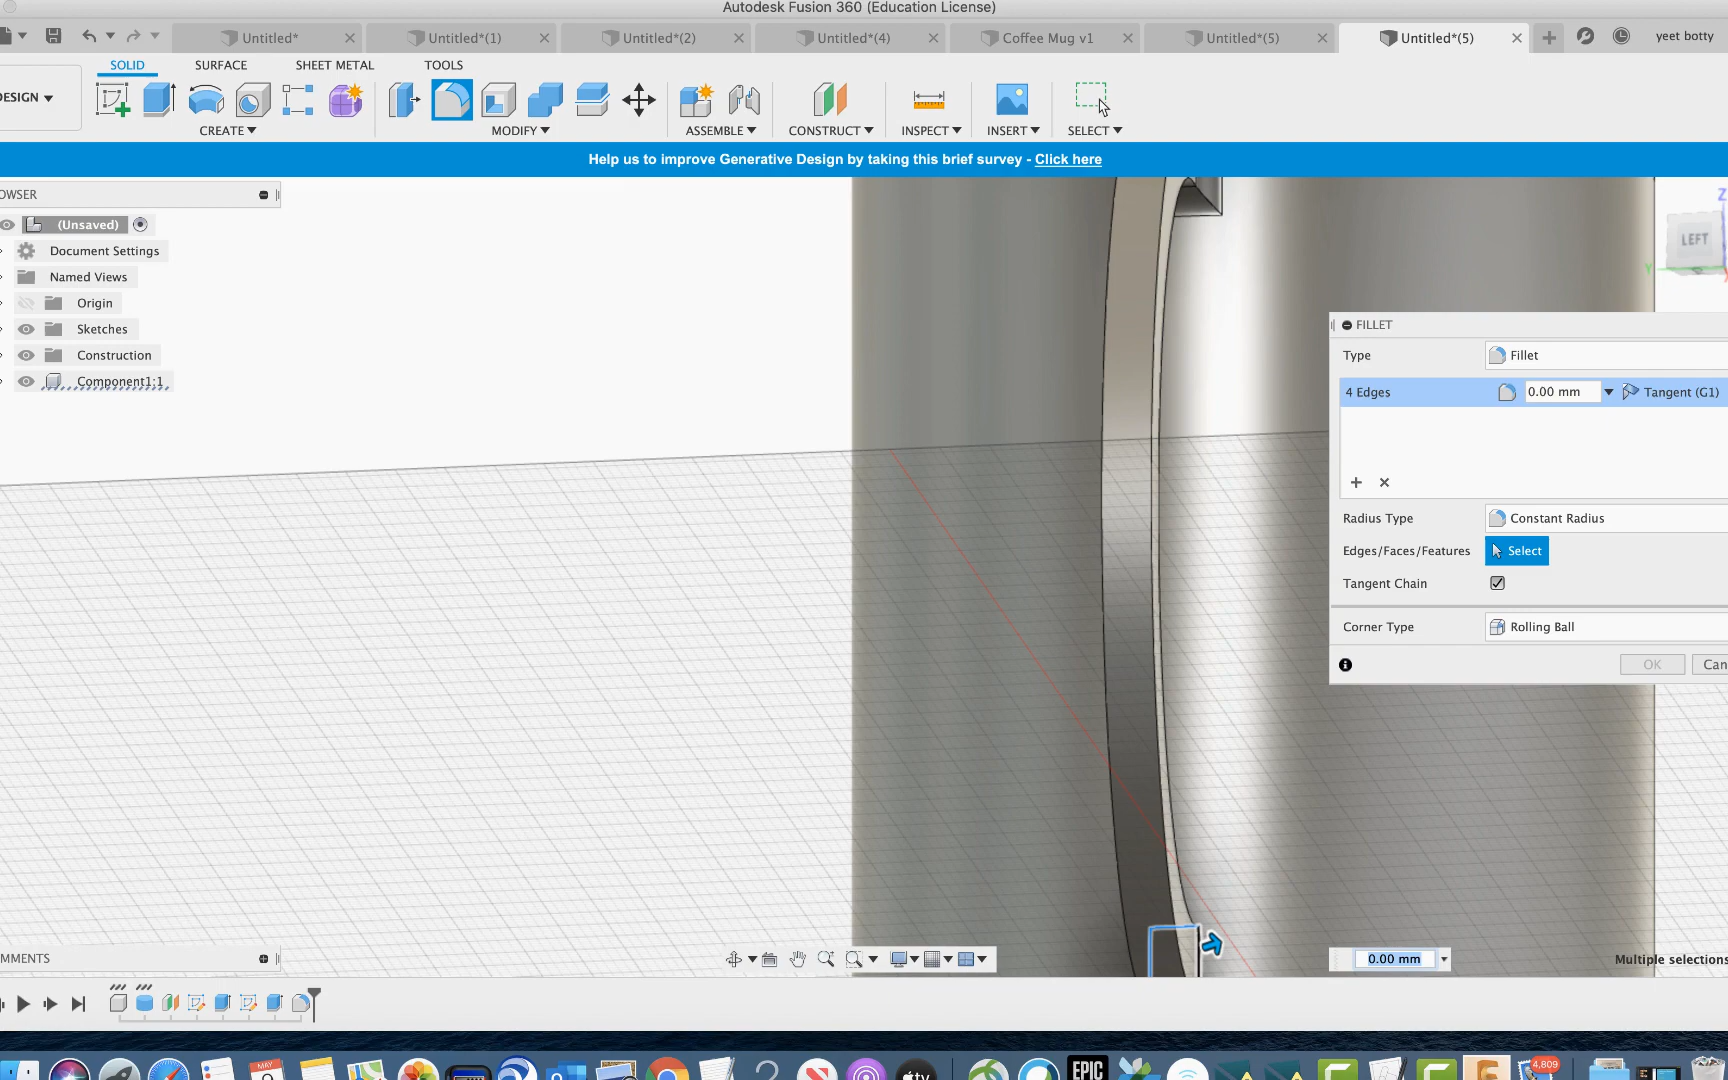 Autodesk Fusion 360 (Education License)
Untitled* Untitled*(1) Untitled*(2) Untitled*(4) Coffee Mug v1 Untitled*(5) Untitled*(5) yeet botty
SOLID SURFACE SHEET METAL TOOLS
ESIGN
CREATE MODIFY ASSEMBLE CONSTRUCT INSPECT INSERT SELECT
Help us to improve Generative Design by taking this brief survey - Click here
OWSER
(Unsaved)
Document Settings
Named Views
Origin
Sketches
Construction
Component1:1
Z
LEFT
Y
FILLET
Type Fillet
4 Edges 0.00 mm Tangent (G1)
Radius Type Constant Radius
Edges/Faces/Features Select
Tangent Chain
Corner Type Rolling Ball
OK Can
MMENTS
0.00 mm
Multiple selections
MAY
EPIC
tv
4,809